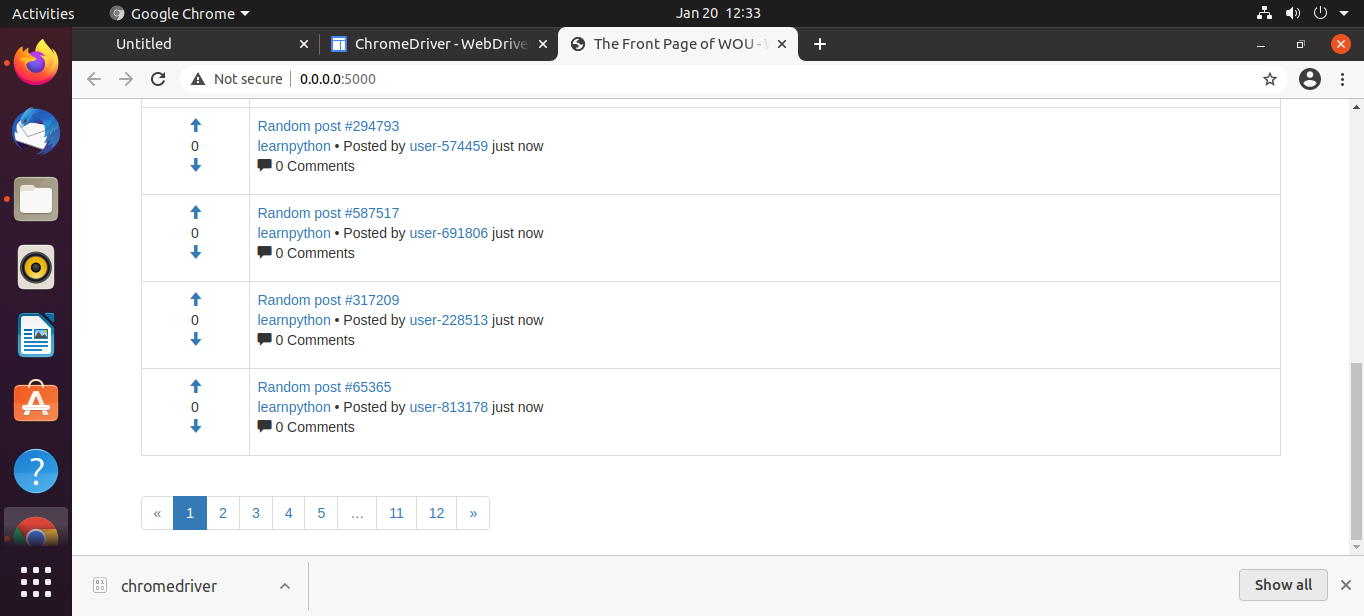 Activities
Google Chrome
Jan 20 12:33
Untitled
ChromeDriver - WebDrive
The Front Page of WOU - W
Not secure
0.0.0.0:5000
Random post #294793
0
learnpython • Posted by user-574459 just now
0 Comments
Random post #587517
0
learnpython • Posted by user-691806 just now
0 Comments
Random post #317209
0
learnpython • Posted by user-228513 just now
0 Comments
Random post #65365
0
learnpython • Posted by user-813178 just now
0 Comments
« 1 2 3 4 5 … 11 12 »
chromedriver
Show all